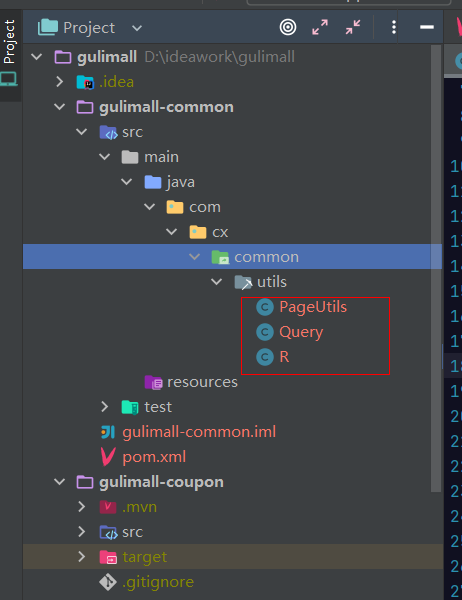 Project
Project
gulimall D:\ideawork\gulimall
.idea
gulimall-common
src
main
java
com
cx
common
utils
PageUtils
Query
R
resources
test
gulimall-common.iml
pom.xml
gulimall-coupon
.mvn
src
target
.gitignore